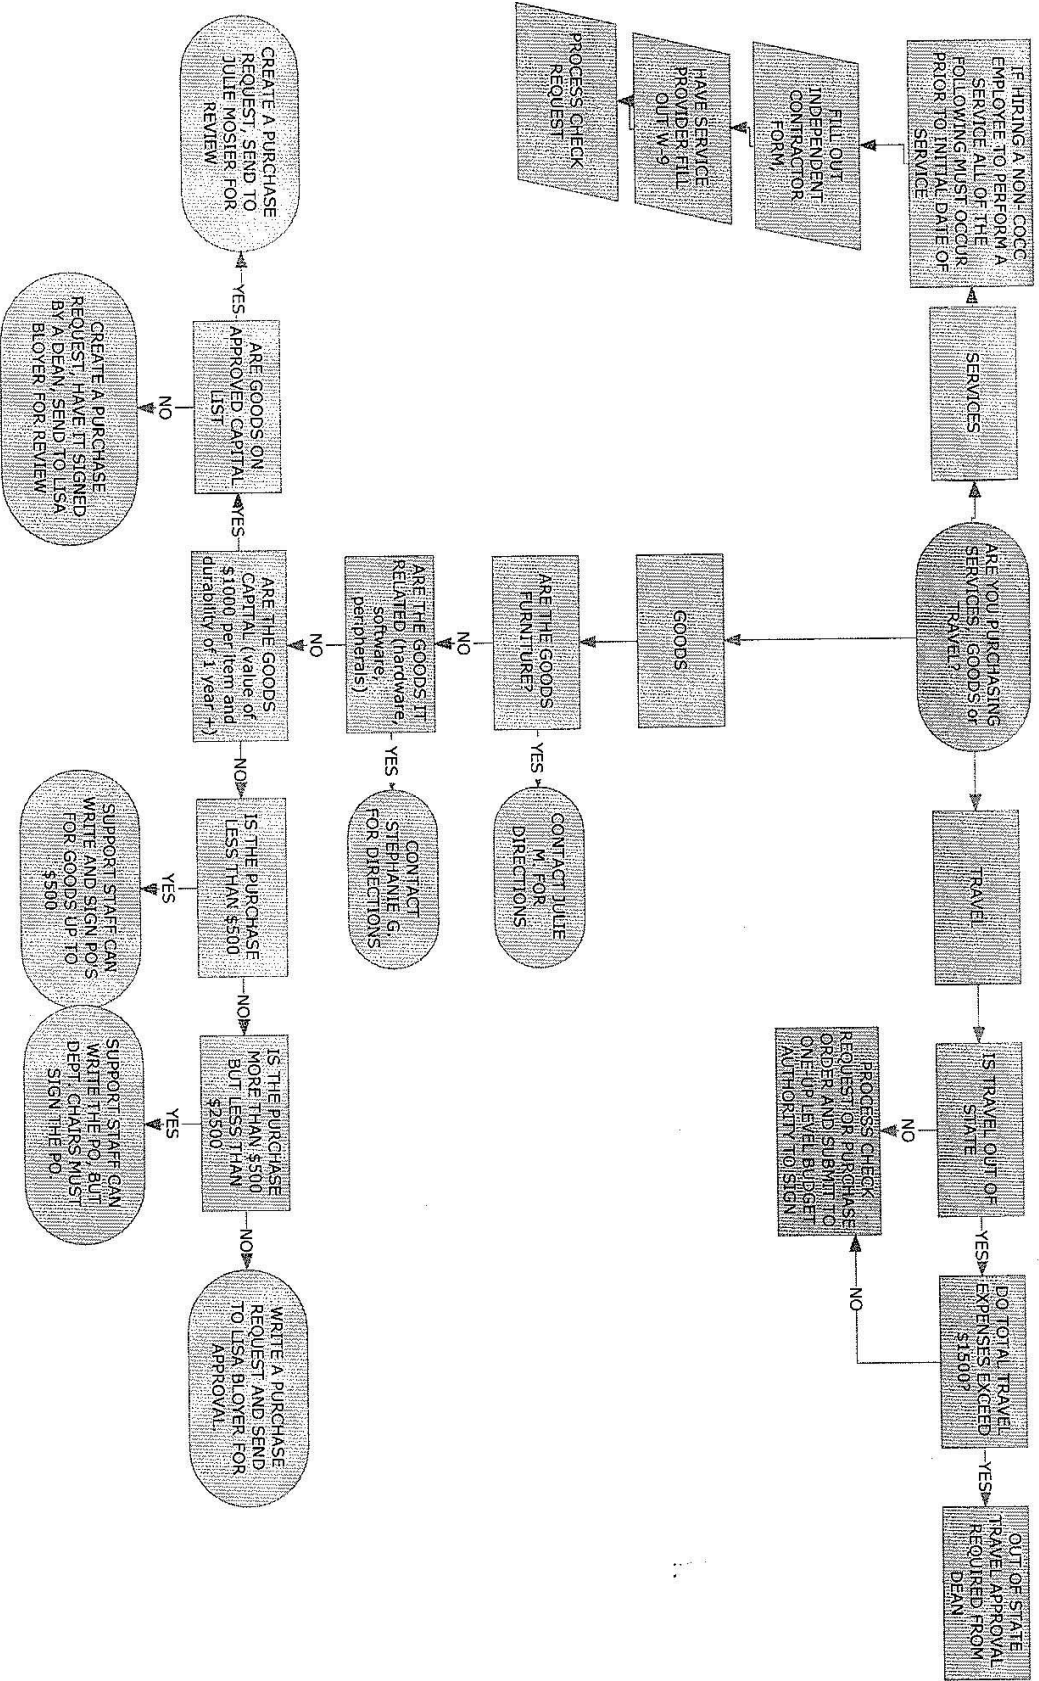 ARE YOU PURCHASING
SERVICES, GOODS or
TRAVEL?
SERVICES
IF HIRING A NON-COCC
EMPLOYEE TO PERFORM A
SERVICE ALL OF THE
FOLLOWING MUST OCCUR
PRIOR TO INITIAL DATE OF
SERVICE
FILL OUT
INDEPENDENT
CONTRACTOR
FORM,
HAVE SERVICE
PROVIDER FILL
OUT W-9
PROCESS CHECK
REQUEST
TRAVEL
IS TRAVEL OUT OF
STATE
YES
DO TOTAL TRAVEL
EXPENSES EXCEED
$1500?
YES
OUT OF STATE
TRAVEL APPROVAL
REQUIRED FROM
DEAN
NO
NO
PROCESS CHECK
REQUEST OR PURCHASE
ORDER AND SUBMIT TO
ONE-UP LEVEL BUDGET
AUTHORITY TO SIGN
GOODS
ARE THE GOODS
FURNITURE?
YES
CONTACT JULIE
M. FOR
DIRECTIONS
NO
ARE THE GOODS IT
RELATED (hardware,
software,
peripherals)
YES
CONTACT
STEPHANIE G
FOR DIRECTIONS
NO
ARE THE GOODS
CAPITAL (value of
$1000 per item and
durability of 1 year +)
YES
ARE GOODS ON
APPROVED CAPITAL
LIST
YES
CREATE A PURCHASE
REQUEST, SEND TO
JULIE MOSIER FOR
REVIEW
NO
CREATE A PURCHASE
REQUEST, HAVE IT SIGNED
BY A DEAN, SEND TO LISA
BLOYER FOR REVIEW
NO
IS THE PURCHASE
LESS THAN $500
YES
SUPPORT STAFF CAN
WRITE AND SIGN PO'S
FOR GOODS UP TO
$500
NO
IS THE PURCHASE
MORE THAN $500
BUT LESS THAN
$2500
YES
SUPPORT STAFF CAN
WRITE THE PO, BUT
DEPT. CHAIRS MUST
SIGN THE PO.
NO
WRITE A PURCHASE
REQUEST AND SEND
TO LISA BLOYER FOR
APPROVAL.